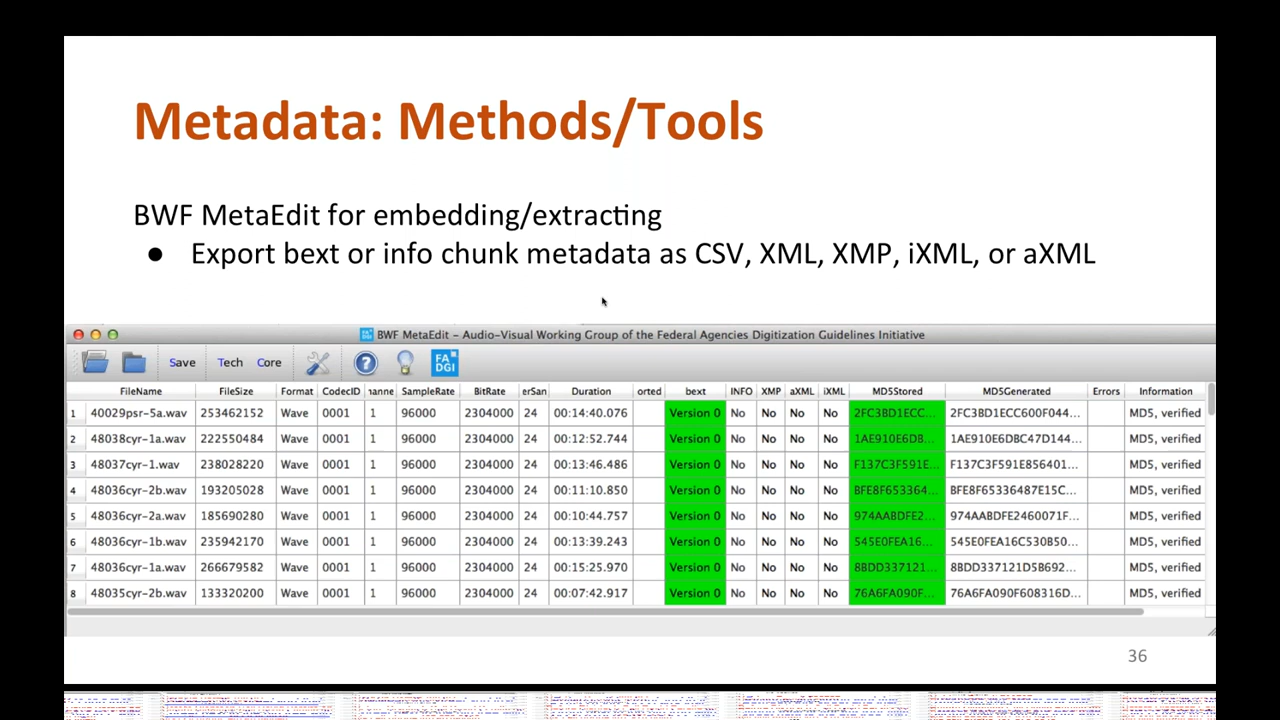 Metadata: Methods/Tools
BWF MetaEdit for embedding/extracting
● Export bext or info chunk metadata as CSV, XML, XMP, iXML, or aXML
BWF MetaEdit – Audio-Visual Working Group of the Federal Agencies Digitization Guidelines Initiative
Save Tech Core FADGI
FileName FileSize Format CodecID anne SampleRate BitRate erSan Duration orted bext INFO XMP aXML iXML MD5Stored MD5Generated Errors Information
1 40029psr-5a.wav 253462152 Wave 0001 1 96000 2304000 24 00:14:40.076 Version 0 No No No No 2FC3BD1ECC... 2FC3BD1ECC600F044... MD5, verified
2 48038cyr-1a.wav 222550484 Wave 0001 1 96000 2304000 24 00:12:52.744 Version 0 No No No No 1AE910E6DB... 1AE910E6DBC47D144... MD5, verified
3 48037cyr-1.wav 238028220 Wave 0001 1 96000 2304000 24 00:13:46.486 Version 0 No No No No F137C3F591E... F137C3F591E856401... MD5, verified
4 48036cyr-2b.wav 193205028 Wave 0001 1 96000 2304000 24 00:11:10.850 Version 0 No No No No BFE8F653364... BFE8F65336487E15C... MD5, verified
5 48036cyr-2a.wav 185690280 Wave 0001 1 96000 2304000 24 00:10:44.757 Version 0 No No No No 974AABDFE2... 974AABDFE2460071F... MD5, verified
6 48036cyr-1b.wav 235942170 Wave 0001 1 96000 2304000 24 00:13:39.243 Version 0 No No No No 545E0FEA16... 545E0FEA16C530B50... MD5, verified
7 48036cyr-1a.wav 266679582 Wave 0001 1 96000 2304000 24 00:15:25.970 Version 0 No No No No 8BDD337121... 8BDD337121D5B692... MD5, verified
8 48035cyr-2b.wav 133320200 Wave 0001 1 96000 2304000 24 00:07:42.917 Version 0 No No No No 76A6FA090F... 76A6FA090F608316D... MD5, verified
36